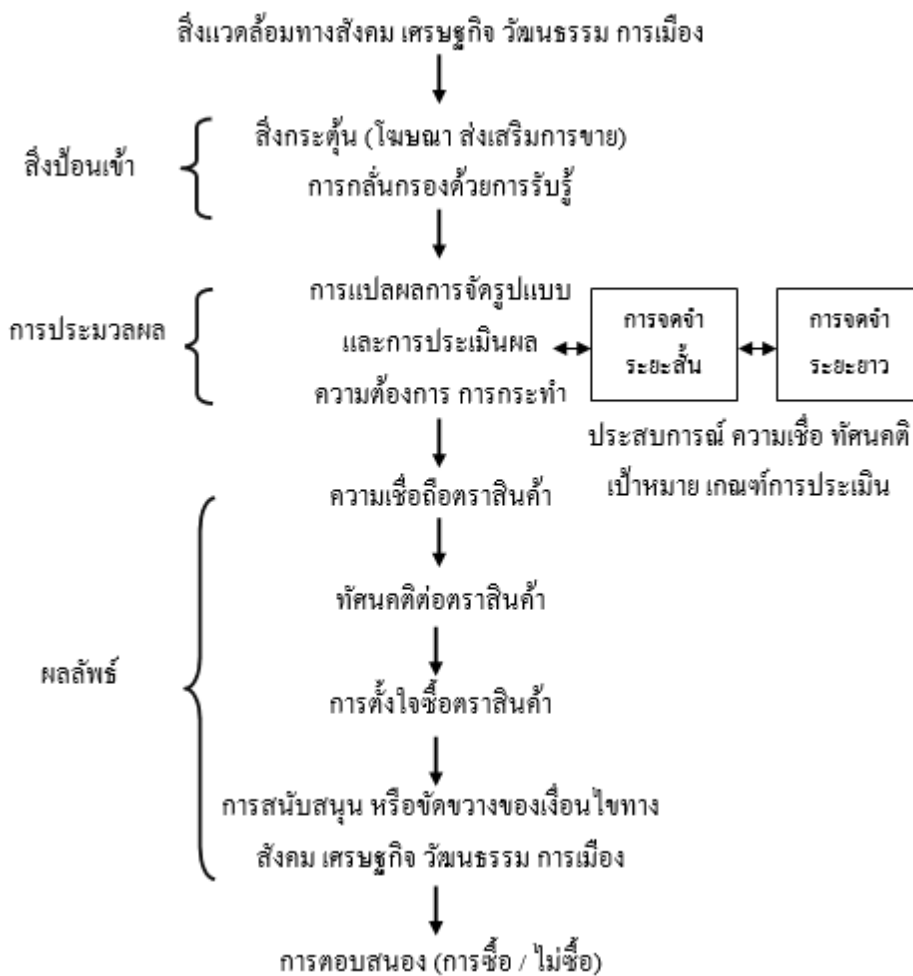 สิ่งแวดล้อมทางสังคม เศรษฐกิจ วัฒนธรรม การเมือง
สิ่งป้อนเข้า
สิ่งกระตุ้น (โฆษณา ส่งเสริมการขาย)
การกลั่นกรองด้วยการรับรู้
การประมวลผล
การแปลผลการจัดรูปแบบ
และการประเมินผล
ความต้องการ การกระทำ
การจดจำ
ระยะสั้น
การจดจำ
ระยะยาว
ประสบการณ์ ความเชื่อ ทัศนคติ
เป้าหมาย เกณฑ์การประเมิน
ผลลัพธ์
ความเชื่อถือตราสินค้า
ทัศนคติต่อตราสินค้า
การตั้งใจซื้อตราสินค้า
การสนับสนุน หรือขัดขวางของเงื่อนไขทาง
สังคม เศรษฐกิจ วัฒนธรรม การเมือง
การตอบสนอง (การซื้อ / ไม่ซื้อ)